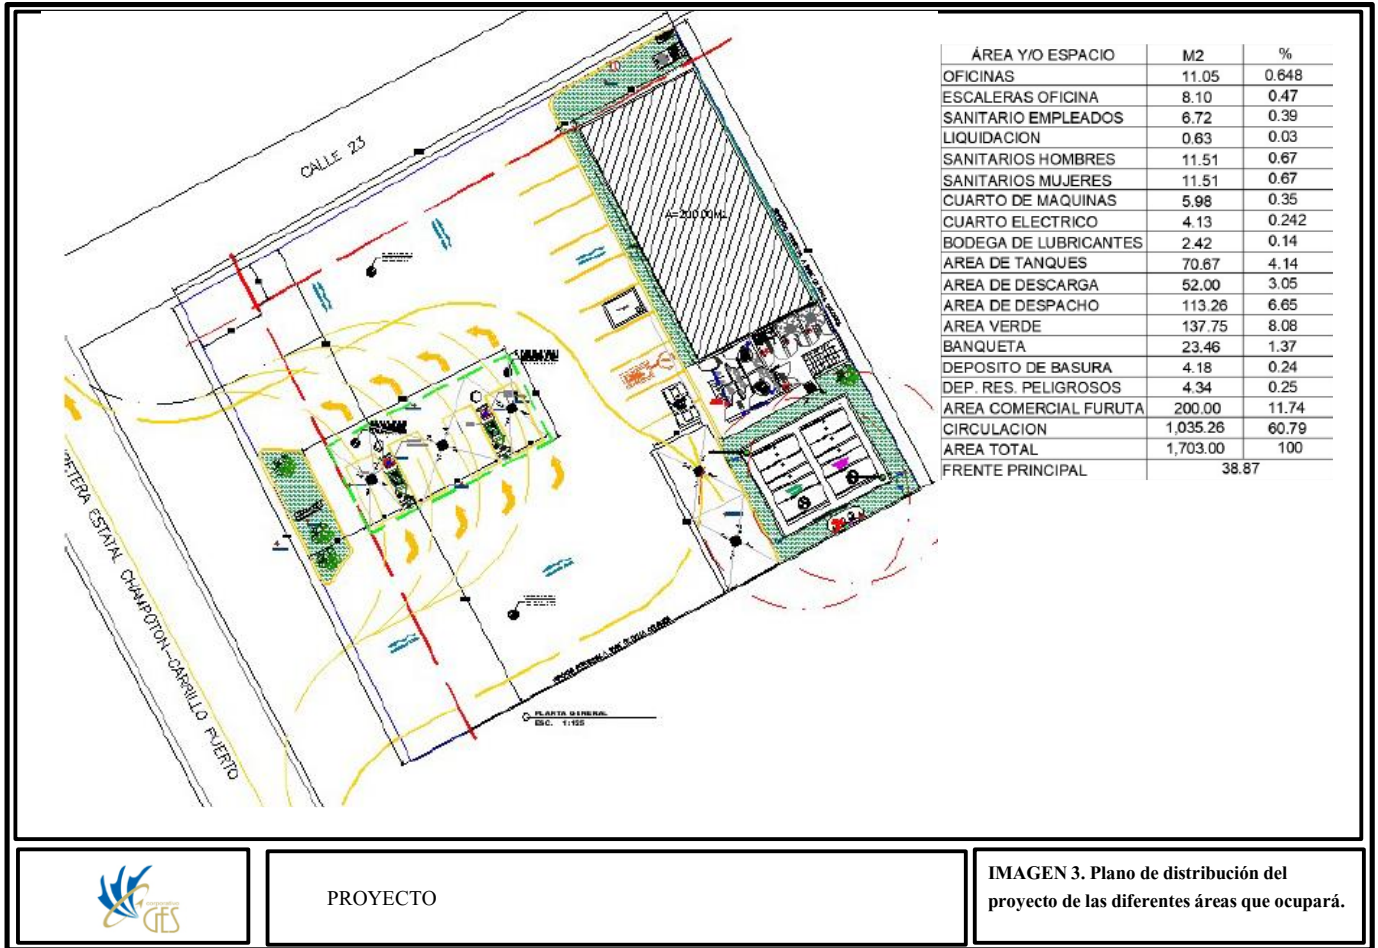 CALLE 23
A=200.00M2
CHAMPOTON-CARRILLO PUERTO
ESTATAL
PLANTA GENERAL
ESC. 1:125
ÁREA Y/O ESPACIO M2 %
OFICINAS 11.05 0.648
ESCALERAS OFICINA 8.10 0.47
SANITARIO EMPLEADOS 6.72 0.39
LIQUIDACION 0.63 0.03
SANITARIOS HOMBRES 11.51 0.67
SANITARIOS MUJERES 11.51 0.67
CUARTO DE MAQUINAS 5.98 0.35
CUARTO ELECTRICO 4.13 0.242
BODEGA DE LUBRICANTES 2.42 0.14
AREA DE TANQUES 70.67 4.14
AREA DE DESCARGA 52.00 3.05
AREA DE DESPACHO 113.26 6.65
AREA VERDE 137.75 8.08
BANQUETA 23.46 1.37
DEPOSITO DE BASURA 4.18 0.24
DEP. RES. PELIGROSOS 4.34 0.25
AREA COMERCIAL FURUTA 200.00 11.74
CIRCULACION 1,035.26 60.79
AREA TOTAL 1,703.00 100
FRENTE PRINCIPAL 38.87
corporativo
GES
PROYECTO
IMAGEN 3. Plano de distribución del
proyecto de las diferentes áreas que ocupará.